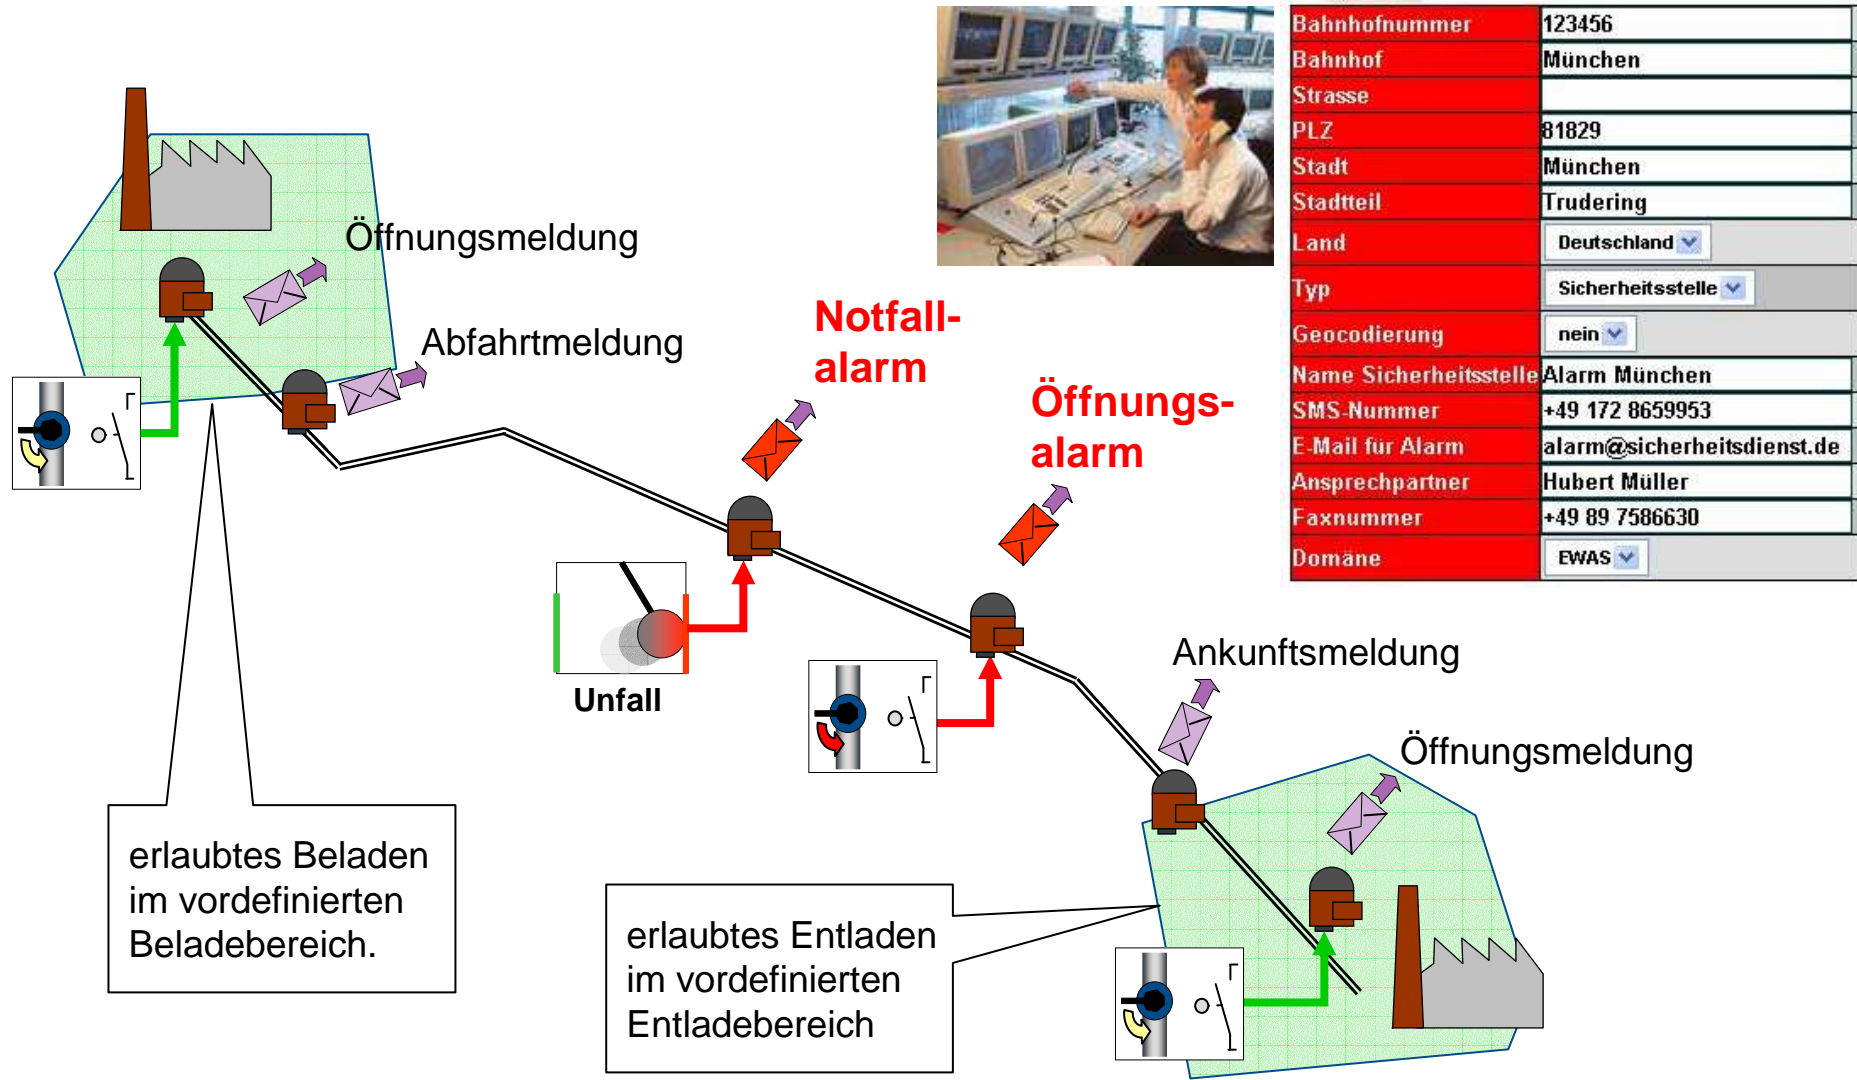 Bahnhofnummer 123456
Bahnhof München
Strasse
PLZ 81829
Stadt München
Stadtteil Trudering
Land Deutschland
Typ Sicherheitsstelle
Geocodierung nein
Name Sicherheitsstelle Alarm München
SMS-Nummer +49 172 8659953
E-Mail für Alarm alarm@sicherheitsdienst.de
Ansprechpartner Hubert Müller
Faxnummer +49 89 7586630
Domäne EWAS
Öffnungsmeldung
Abfahrtmeldung
Notfall-
alarm
Öffnungs-
alarm
Unfall
Ankunftsmeldung
Öffnungsmeldung
erlaubtes Beladen
im vordefinierten
Beladebereich.
erlaubtes Entladen
im vordefinierten
Entladebereich